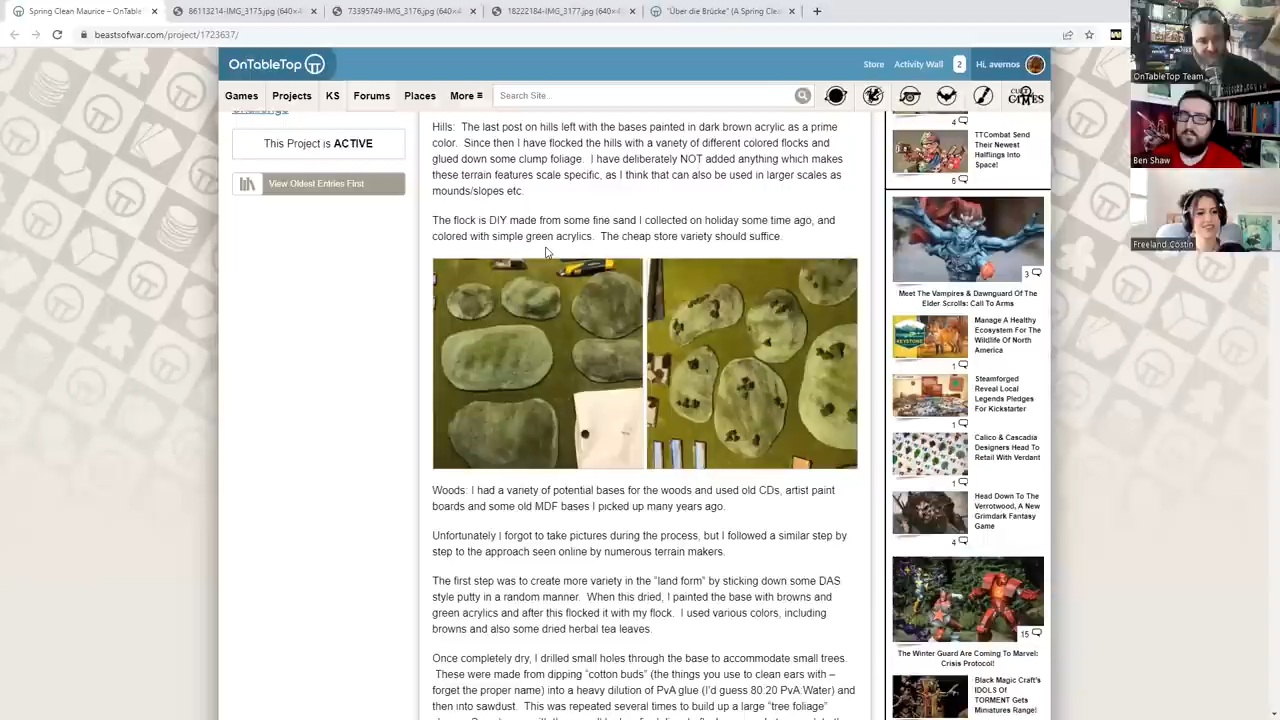 Spring Clean Maurice – OnTable
86113214-IMG_3175.jpg (640×4
73395749-IMG_3176.jpg (640×4
18222184-IMG_3177.jpg (640×4
"Über die Brücke" (A Spring Clea
beastsofwar.com/project/1723637/
OnTableTop
Store
Activity Wall
2
Hi, avernos
Games
Projects
KS
Forums
Places
More
Search Site...
CULT OF GAMES
Challenge
This Project is ACTIVE
View Oldest Entries First
Hills: The last post on hills left with the bases painted in dark brown acrylic as a prime
color. Since then I have flocked the hills with a variety of different colored flocks and
glued down some clump foliage. I have deliberately NOT added anything which makes
the terrain features scale specific, as I think that can also be used in larger scales as
mounds/slopes etc.
The flock is DIY made from some fine sand I collected on holiday some time ago, and
colored with some green acrylics. The cheap store variety should suffice.
Woods: I had a variety of potential bases for the woods and used old CDs, artist paint
boards and some old MDF bases I picked up many years ago.
Unfortunately I forgot to take pictures during the process, but I followed a similar step by
step to the approach seen online by numerous terrain makers.
The first step was to create more variety in the "land form" by sticking down some DAS
style putty in a random manner. When this dried, I painted the base with browns and
green acrylics and after this flocked it with my flock. I used various colors, including
browns and also some dried herbal tea leaves.
Once completely dry, I drilled small holes through the base to accommodate small trees.
These were made from dipping "cotton buds" (the things you use to clean ears with –
forget the proper name) into a heavy dilution of PvA glue (I'd guess 80:20 PvA:Water) and
then into sawdust. This was repeated several times to build up a large "tree foliage"
4
TTCombat Send
Their Newest
Halflings Into
Space!
6
3
Meet The Vampires & Dawnguard Of The
Elder Scrolls: Call To Arms
KEYSTONE
Manage A Healthy
Ecosystem For The
Wildlife Of North
America
1
Steamforged
Reveal Local
Legends Pledges
For Kickstarter
1
Calico & Cascadia
Designers Head To
Retail With Verdant
1
Head Down To The
Verrotwood, A New
Grimdark Fantasy
Game
4
15
The Winter Guard Are Coming To Marvel:
Crisis Protocol!
Black Magic Craft's
IDOLS Of
TORMENT Gets
Miniatures Range!
OnTableTop Team
Ben Shaw
Freeland Costin